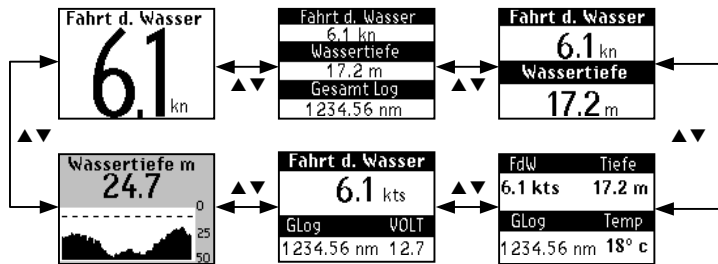 Fahrt d. Wasser
6.1 kn
▲▼
Fahrt d. Wasser
6.1 kn
Wassertiefe
17.2 m
Gesamt Log
1234.56 nm
▲▼
Fahrt d. Wasser
6.1 kn
Wassertiefe
17.2 m
▲▼
▲▼
Wassertiefe m
24.7
0
25
50
▲▼
Fahrt d. Wasser
6.1 kts
GLog VOLT
1234.56 nm 12.7
▲▼
FdW Tiefe
6.1 kts 17.2 m
GLog Temp
1234.56 nm 18° c